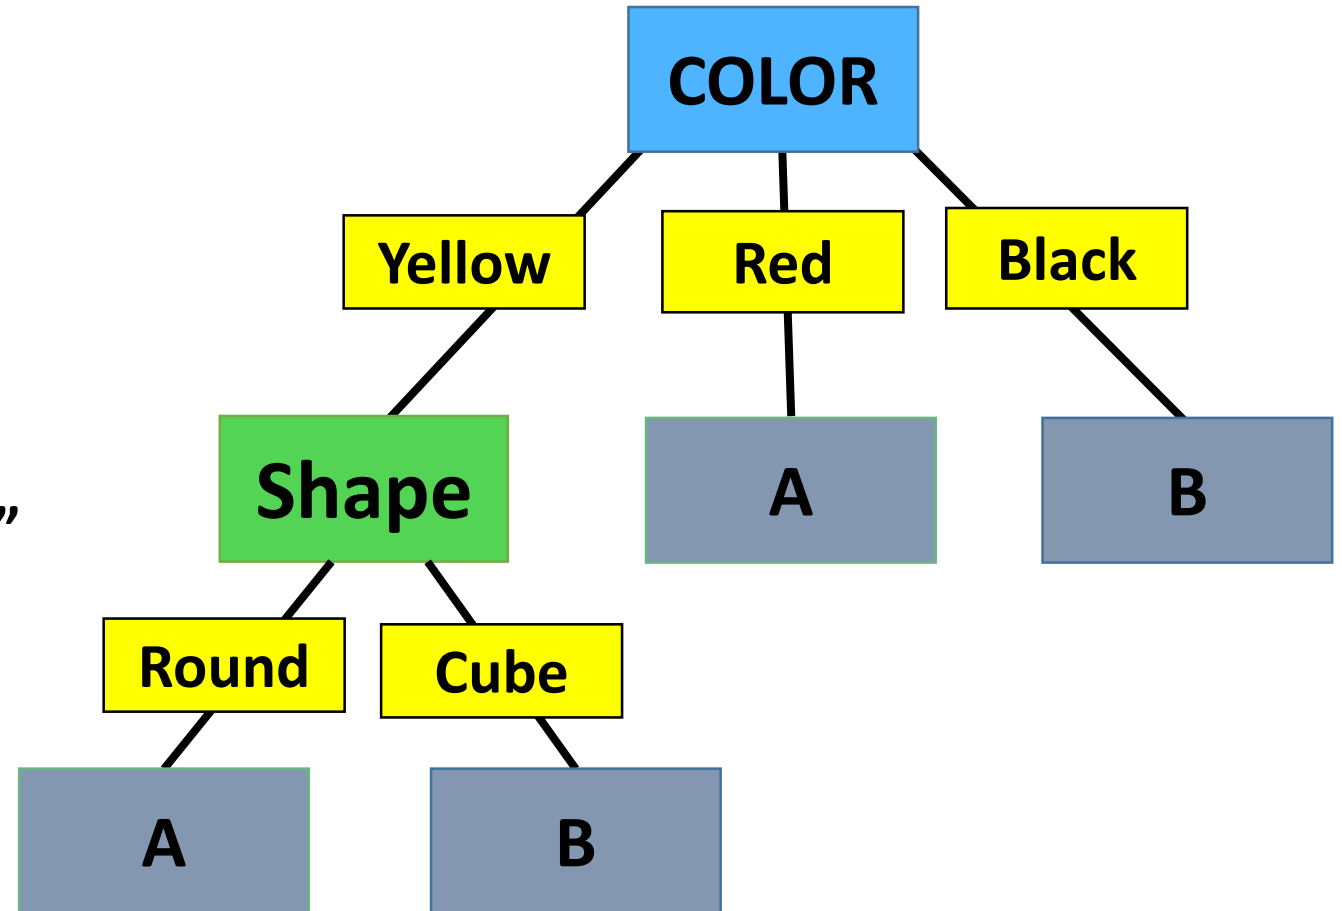 COLOR
Yellow
Red
Black
Shape
A
B
”
Round
Cube
A
B